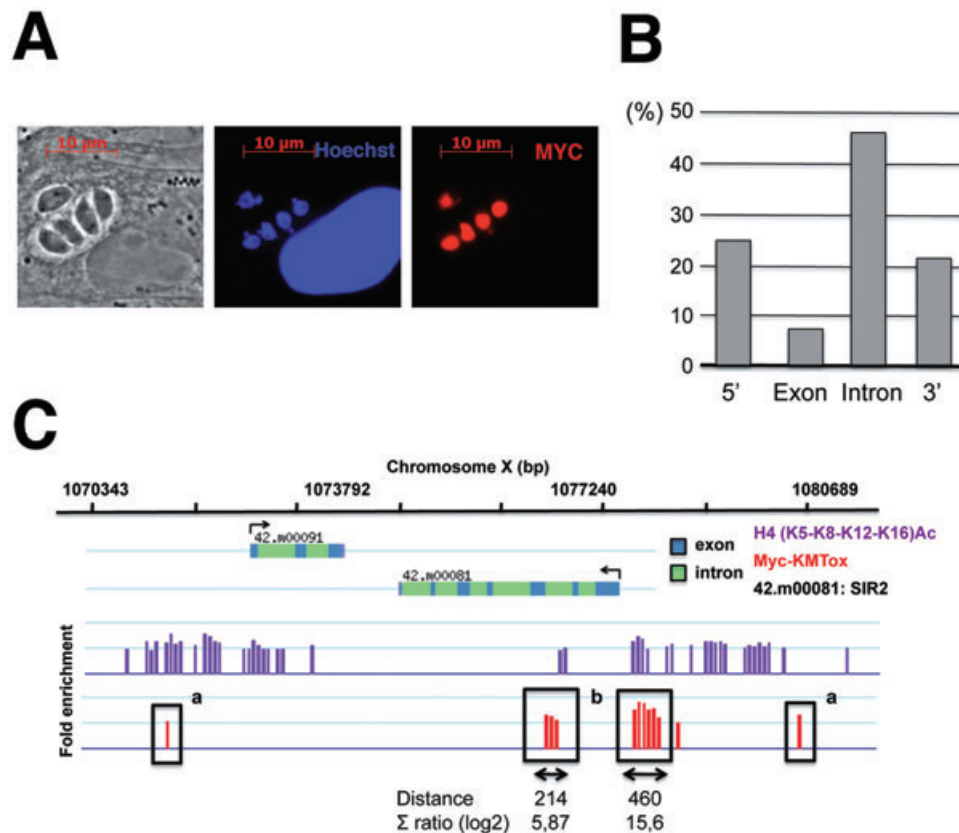 A
10 µm
10 µm
Hoechst
10 µm
MYC
B
(%)
50
40
30
20
10
0
5' Exon Intron 3'
C
Chromosome X (bp)
1070343 1073792 1077240 1080689
42.m00091
42.m00081
exon
intron
H4 (K5-K8-K12-K16)Ac
Myc-KMTox
42.m00081: SIR2
Fold enrichment
a b a
Distance 214 460
Σ ratio (log2) 5,87 15,6